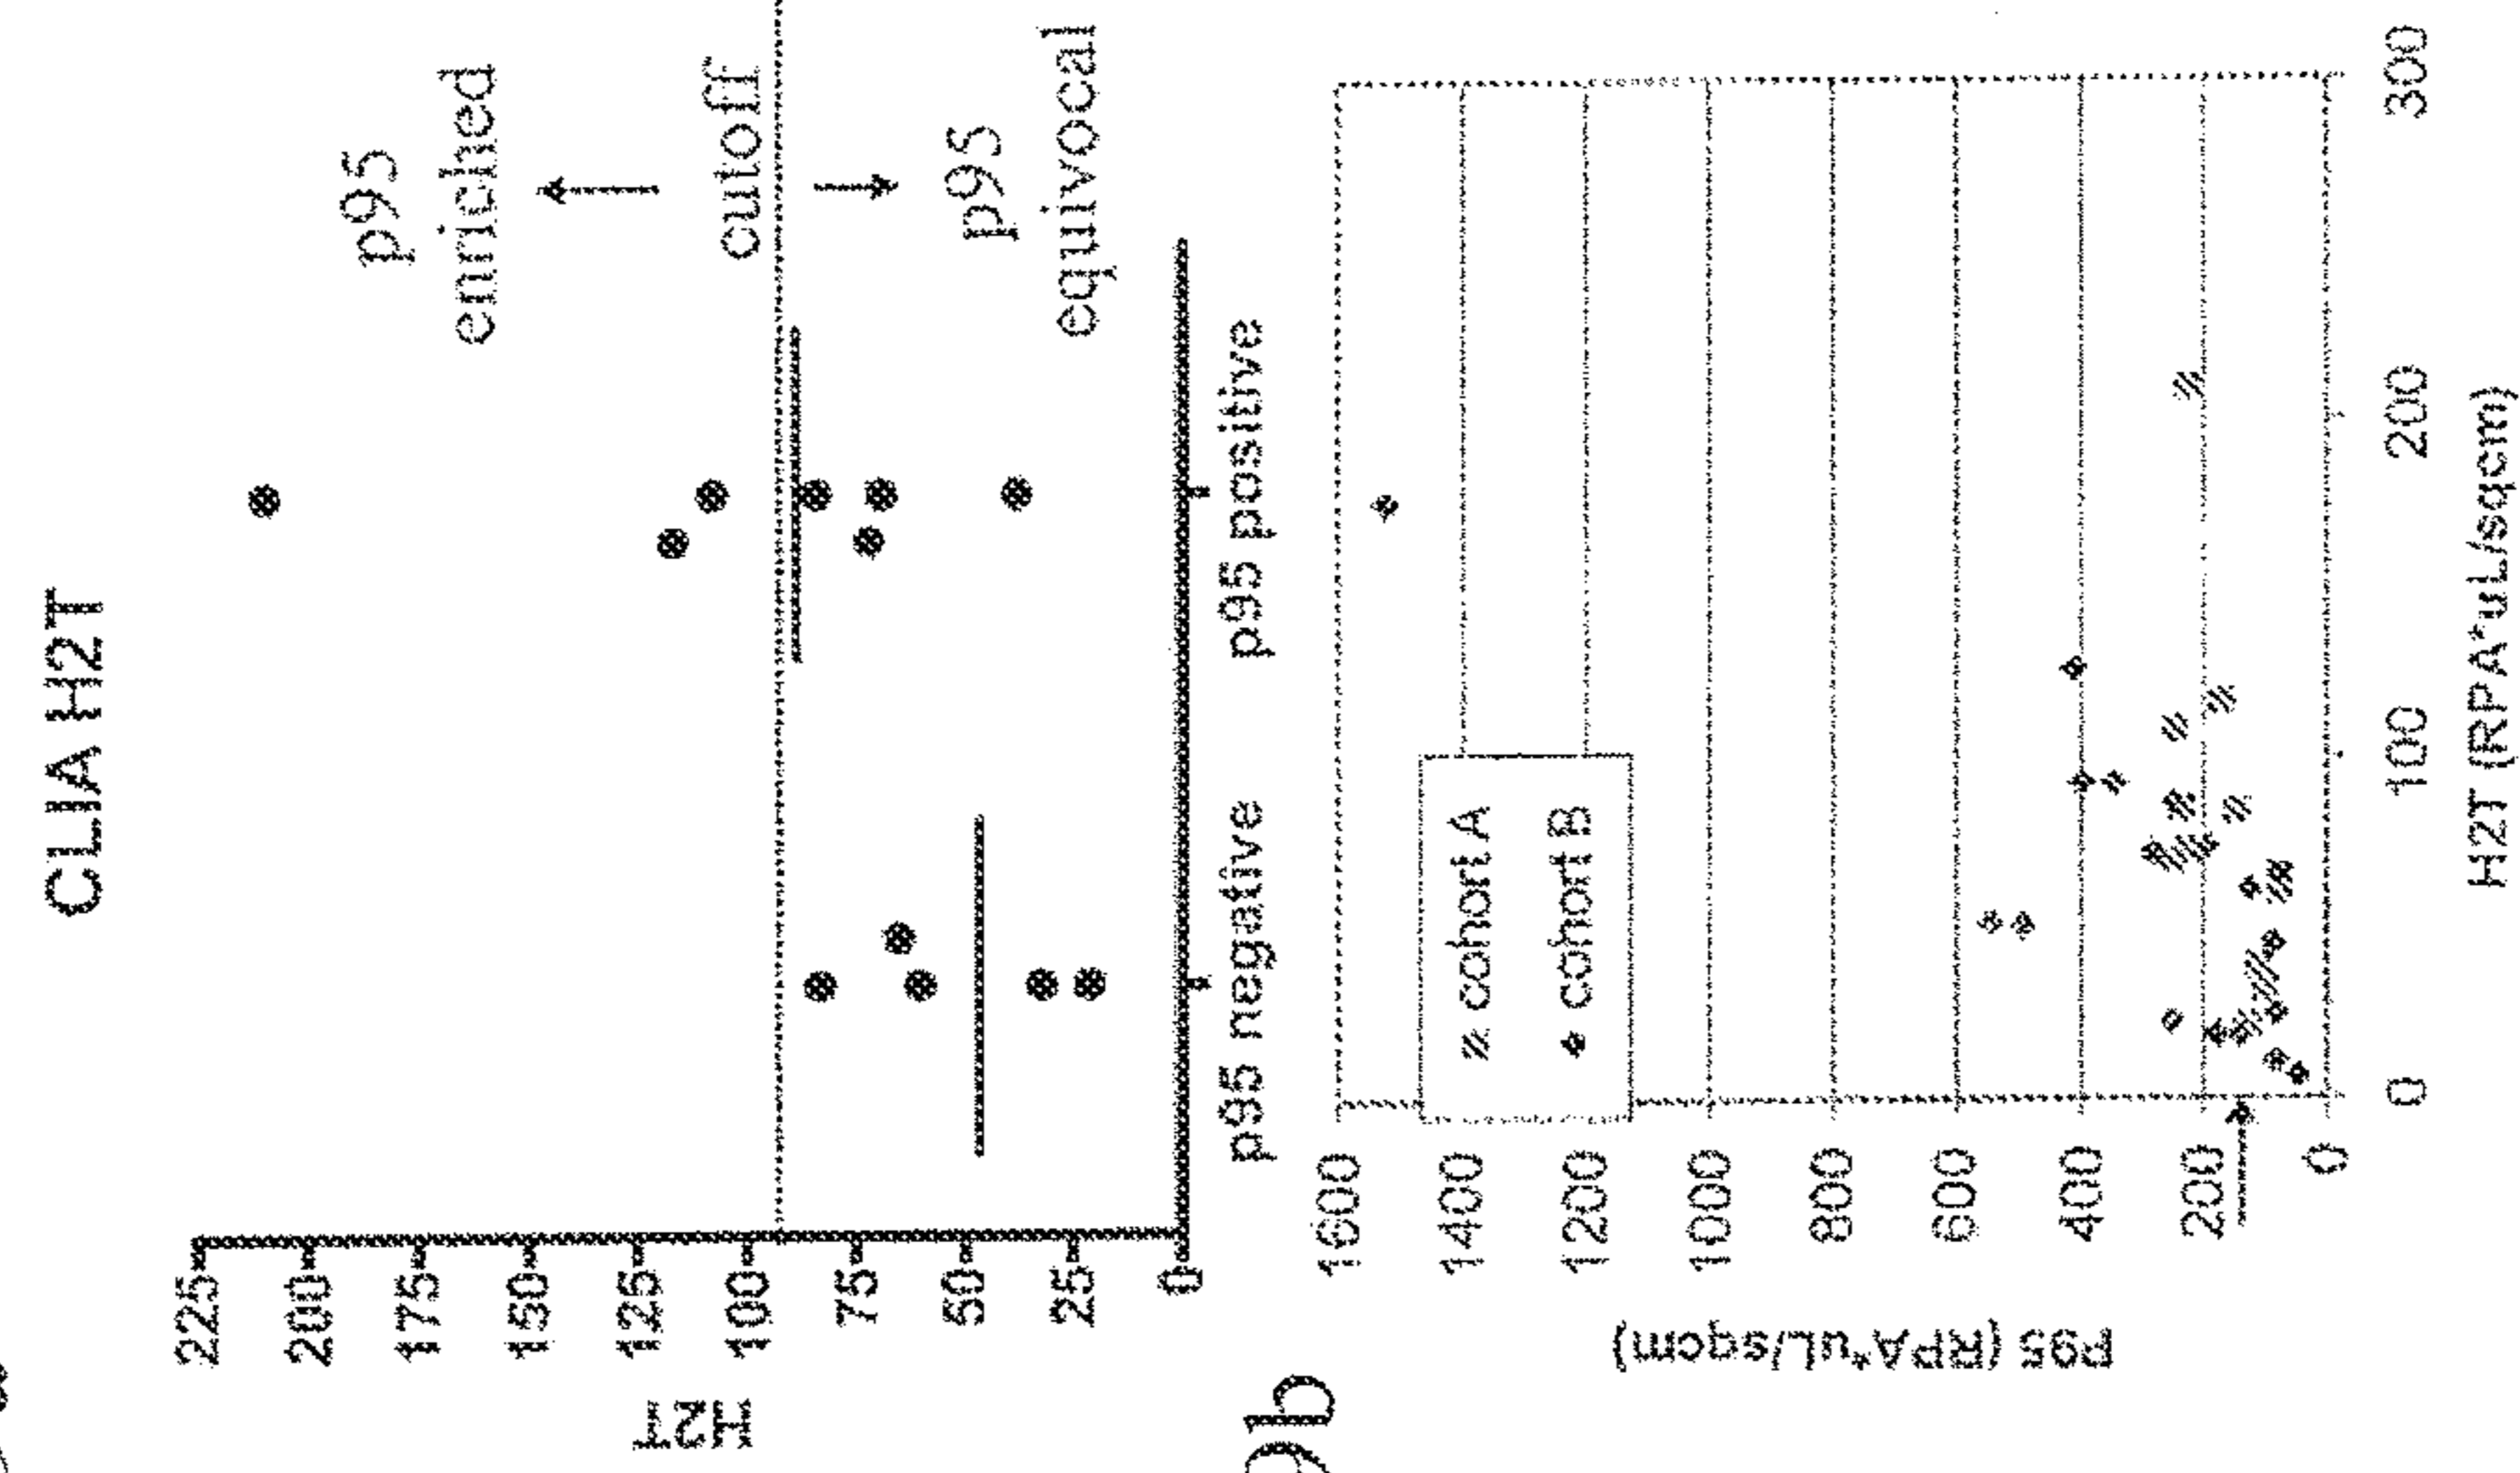 CLIA H2T
H2T
225
200
175
150
125
100
75
50
25
0
p95
enriched
cutoff
p95
equivocal
p95 negative
p95 positive
9b
P95 (RPA*uL/sqcm)
1600
1400
1200
1000
800
600
400
200
0
cohort A
cohort B
0
100
200
300
H2T (RPA*uL/sqcm)